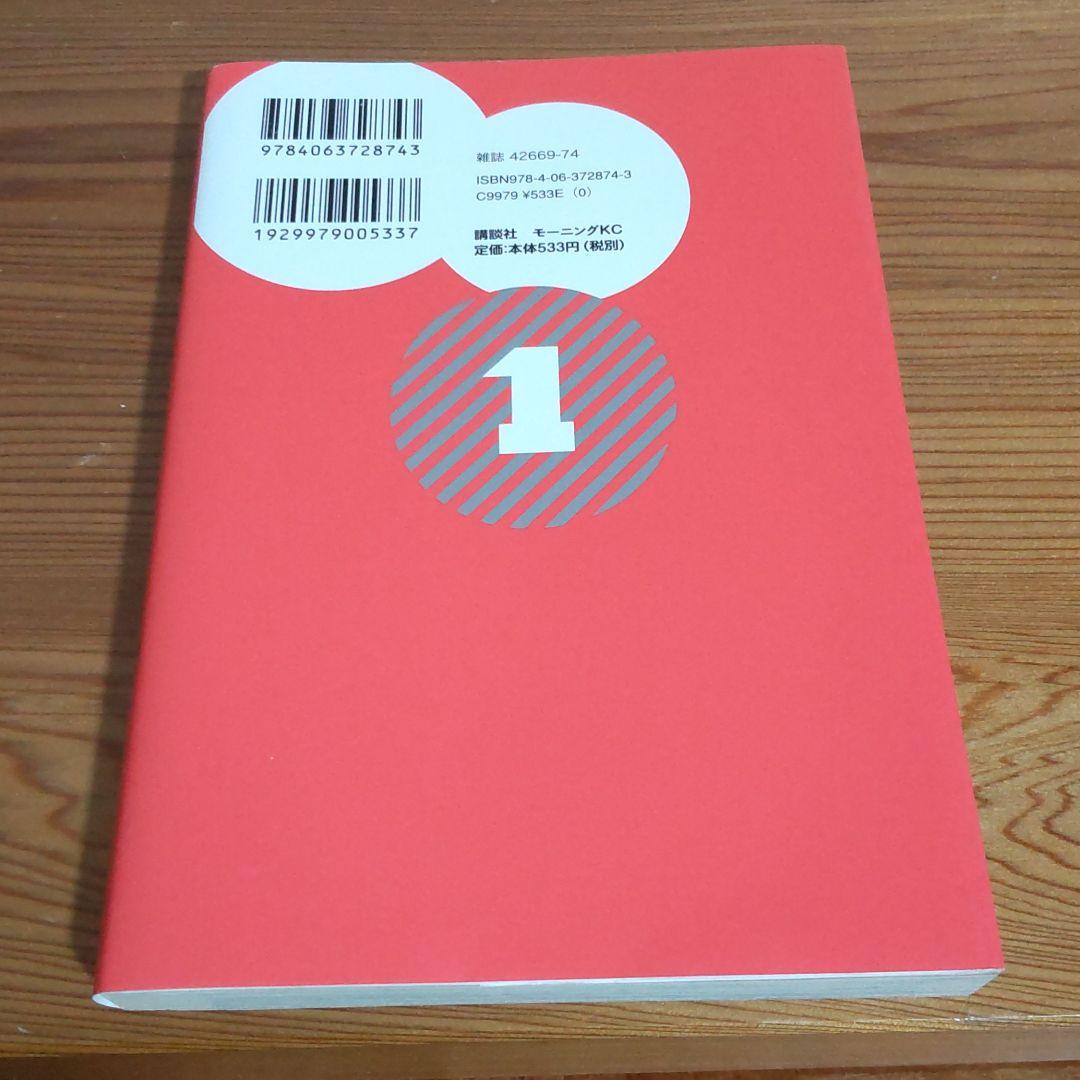 9784063728743
1929979005337
雑誌 42669-74
ISBN978-4-06-372874-3
C9979 ¥533E (0)
講談社　モーニングKC
定価:本体533円(税別)
1